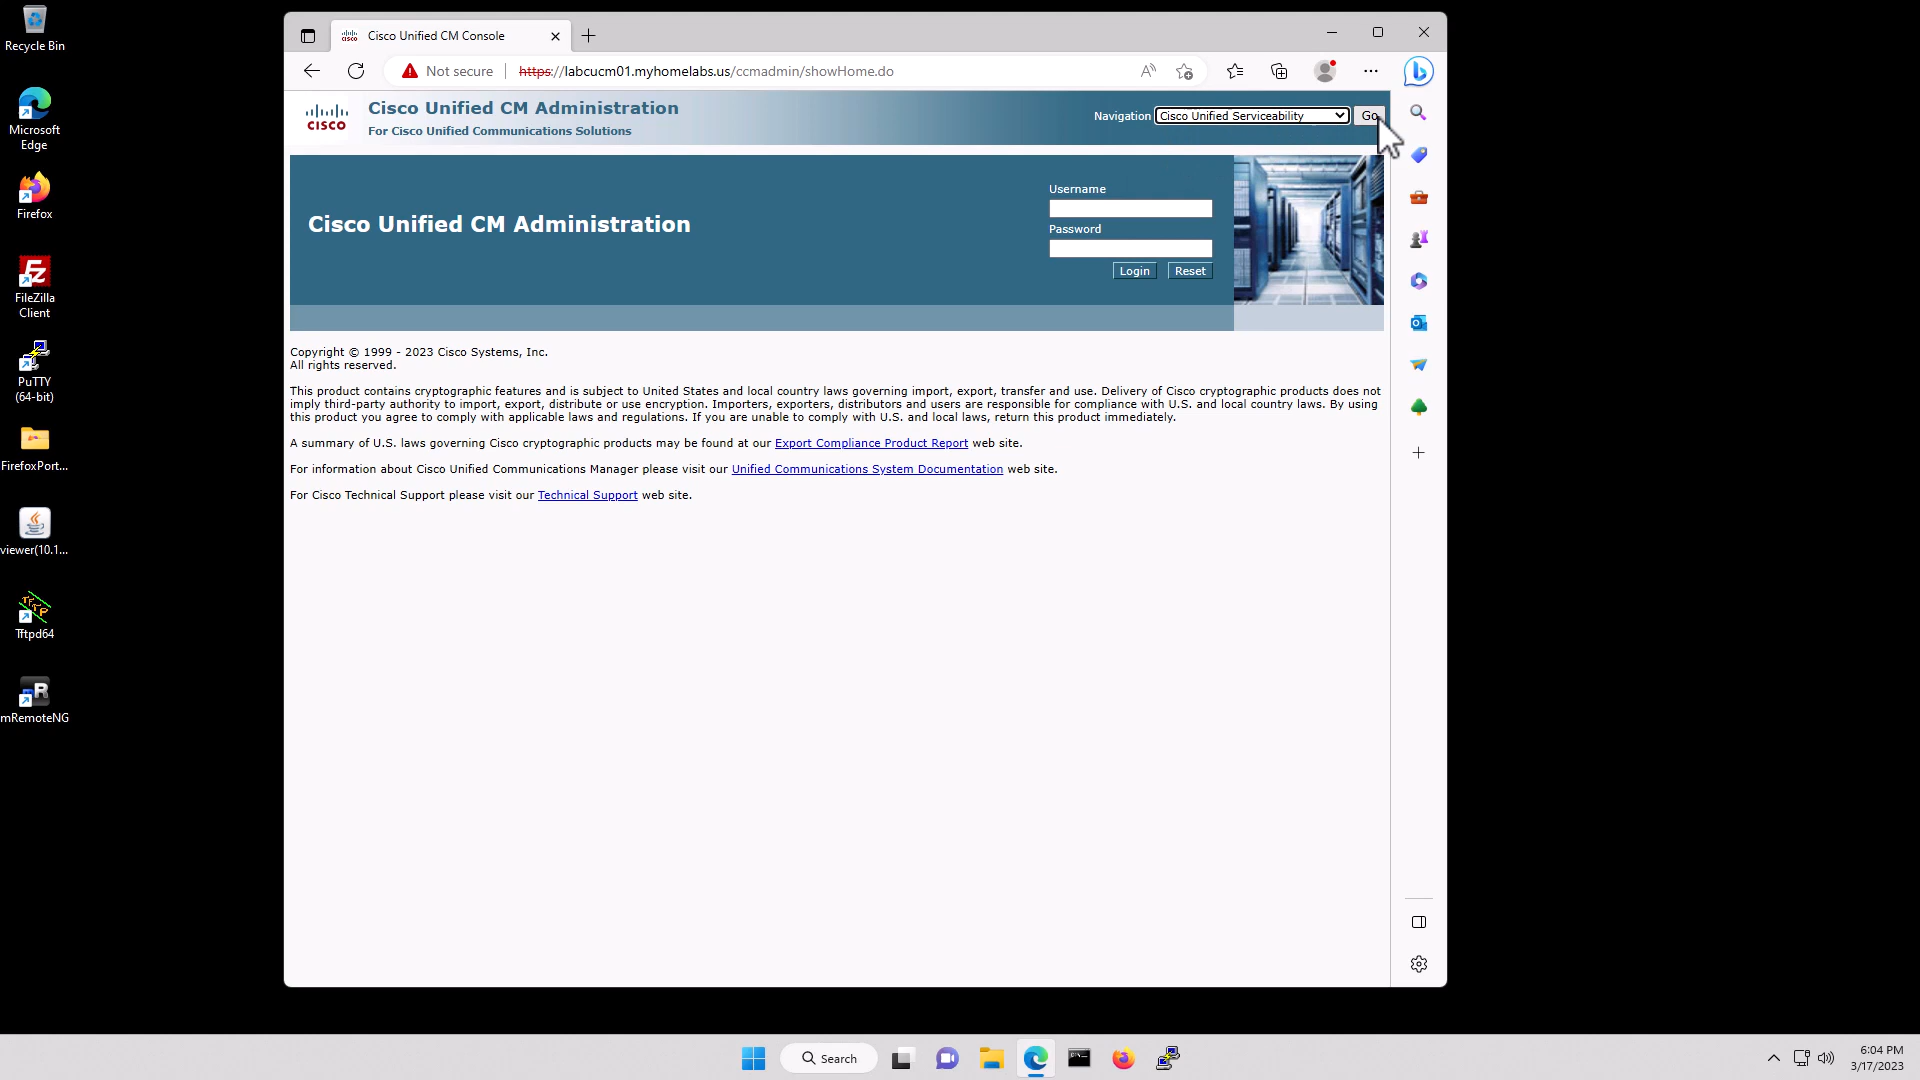 Recycle Bin
Microsoft
Edge
Firefox
FileZilla
Client
PuTTY
(64-bit)
FirefoxPort...
viewer(10.1...
Tftpd64
mRemoteNG
Cisco Unified CM Console
Not secure
https://labcucm01.myhomelabs.us/ccmadmin/showHome.do
CISCO
Cisco Unified CM Administration
For Cisco Unified Communications Solutions
Navigation Cisco Unified Serviceability Go
Cisco Unified CM Administration
Username
Password
Login Reset
Copyright © 1999 - 2023 Cisco Systems, Inc.
All rights reserved.
This product contains cryptographic features and is subject to United States and local country laws governing import, export, transfer and use. Delivery of Cisco cryptographic products does not
imply third-party authority to import, export, distribute or use encryption. Importers, exporters, distributors and users are responsible for compliance with U.S. and local country laws. By using
this product you agree to comply with applicable laws and regulations. If you are unable to comply with U.S. and local laws, return this product immediately.
A summary of U.S. laws governing Cisco cryptographic products may be found at our Export Compliance Product Report web site.
For information about Cisco Unified Communications Manager please visit our Unified Communications System Documentation web site.
For Cisco Technical Support please visit our Technical Support web site.
Search
6:04 PM
3/17/2023